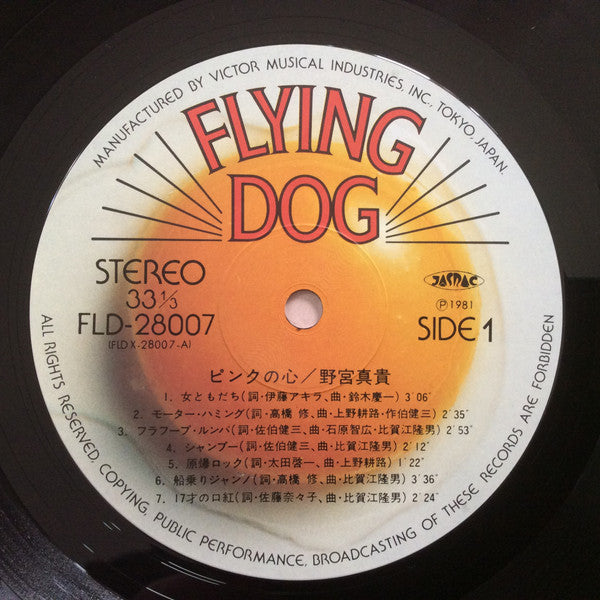 MANUFACTURED BY VICTOR MUSICAL INDUSTRIES, INC., TOKYO, JAPAN.
FLYING
DOG
STEREO
33 1/3
FLD-28007
(FLD X-28007-A)
JASRAC
Ⓟ1981
SIDE 1
ピンクの心/野宮真貴
1. 女ともだち(詞・伊藤アキラ、曲・鈴木慶一) 3′06″
2. モーター・ハミング(詞・高橋 修、曲・上野耕路・作伯健三) 2′35″
3. フラフープ・ルンバ(詞・佐伯健三、曲・石原智広・比賀江隆男) 2′53″
4. シャンプー(詞・佐伯健三、曲・比賀江隆男) 2′12″
5. 原爆ロック(詞・太田啓一、曲・上野耕路) 1′22″
6. 船乗りジャンノ(詞・高橋 修、曲・比賀江隆男) 3′36″
7. 17才の口紅(詞・佐藤奈々子、曲・比賀江隆男) 2′24″
ALL RIGHTS RESERVED, COPYING, PUBLIC PERFORMANCE, BROADCASTING OF THESE RECORDS ARE FORBIDDEN